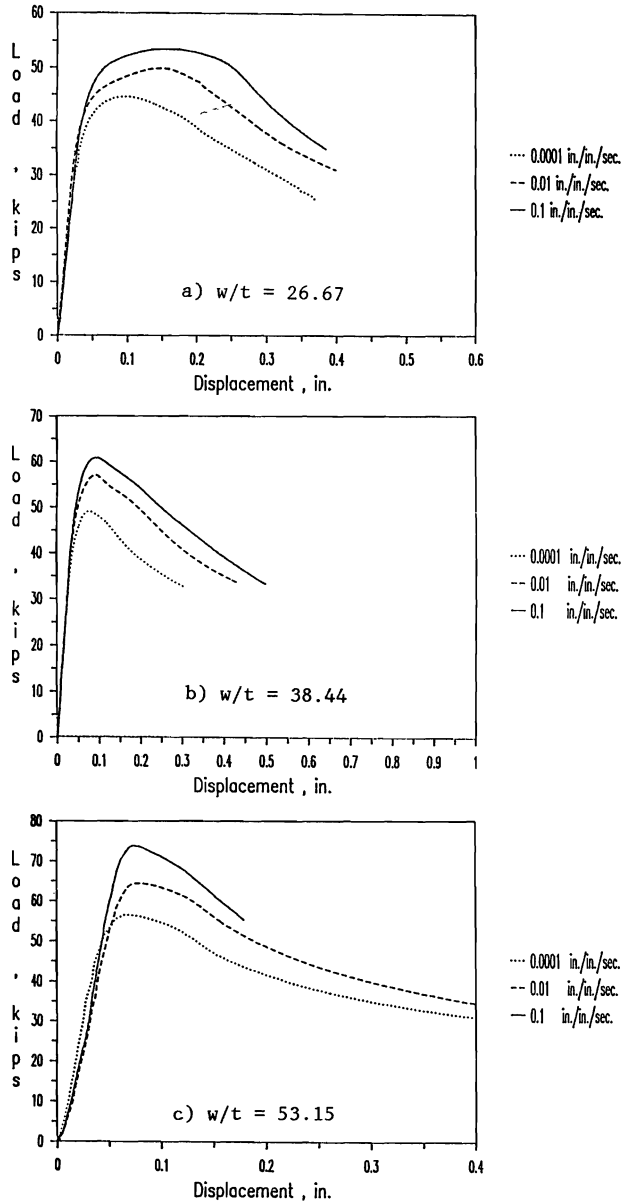 60
50
40
30
20
10
0
Load , kips
0 0.1 0.2 0.3 0.4 0.5 0.6
Displacement , in.
a) w/t = 26.67
0.0001 in./in./sec.
0.01 in./in./sec.
0.1 in./in./sec.
70
60
50
40
30
20
10
0
Load , kips
0 0.1 0.2 0.3 0.4 0.5 0.6 0.7 0.8 0.9 1
Displacement , in.
b) w/t = 38.44
0.0001 in./in./sec.
0.01 in./in./sec.
0.1 in./in./sec.
80
70
60
50
40
30
20
10
0
Load , kips
0 0.1 0.2 0.3 0.4
Displacement , in.
c) w/t = 53.15
0.0001 in./in./sec.
0.01 in./in./sec.
0.1 in./in./sec.